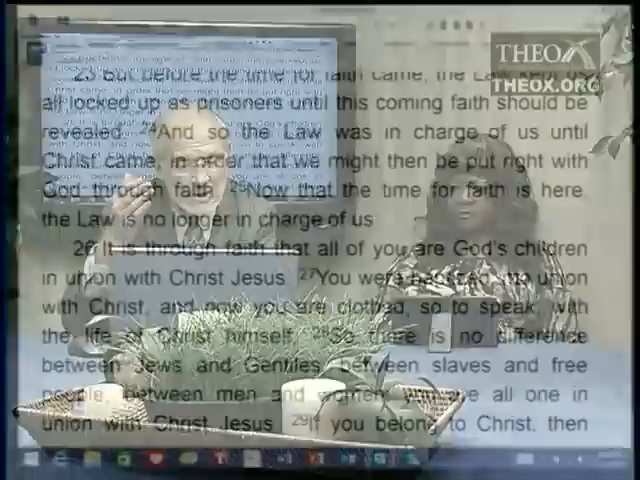 THEOX
THEOX.ORG
23 But before the time for faith came, the Law kept us
all locked up as prisoners until this coming faith should be
revealed. 24And so the Law was in charge of us until
Christ came, in order that we might then be put right with
God through faith. 25Now that the time for faith is here,
the Law is no longer in charge of us
26 It is through faith that all of you are God's children
in union with Christ Jesus 27You were baptized into union
with Christ, and now you are clothed, so to speak, with
the life of Christ himself. 28So there is no difference
between Jews and Gentiles, between slaves and free
people, between men and women; you are all one in
union with Christ Jesus 29If you belong to Christ, then